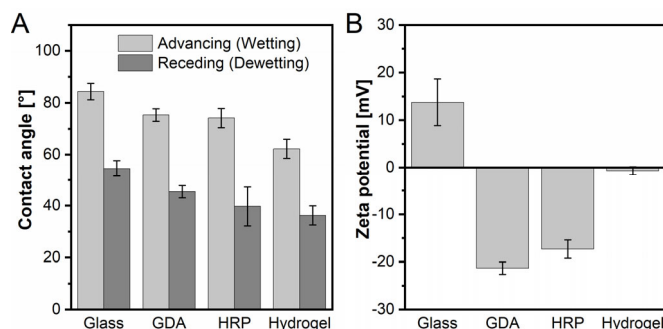 A
Contact angle [°]
100
80
60
40
20
0
Advancing (Wetting)
Receding (Dewetting)
Glass GDA HRP Hydrogel
B
Zeta potential [mV]
30
20
10
0
-10
-20
-30
Glass GDA HRP Hydrogel